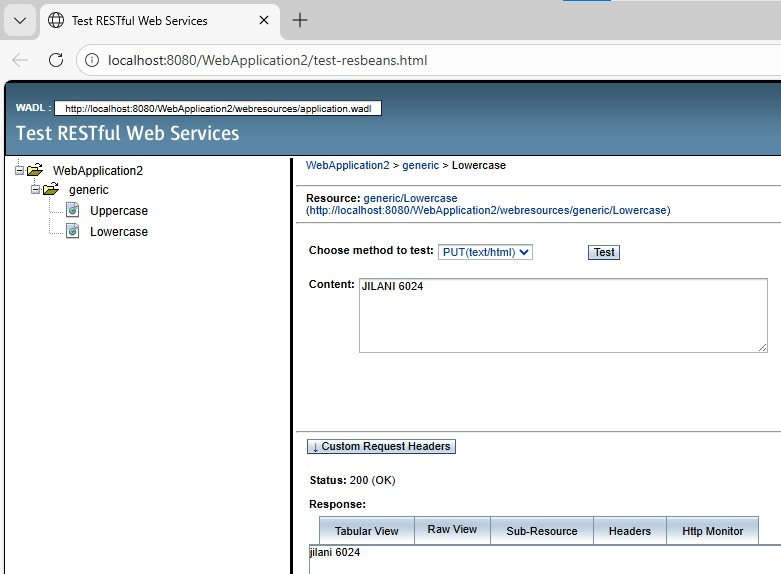 Test RESTful Web Services
localhost:8080/WebApplication2/test-resbeans.html
WADL : http://localhost:8080/WebApplication2/webresources/application.wadl
Test RESTful Web Services
WebApplication2
generic
Uppercase
Lowercase
WebApplication2 > generic > Lowercase
Resource: generic/Lowercase
(http://localhost:8080/WebApplication2/webresources/generic/Lowercase)
Choose method to test: PUT(text/html) Test
Content: JILANI 6024
↓ Custom Request Headers
Status: 200 (OK)
Response:
Tabular View Raw View Sub-Resource Headers Http Monitor
jilani 6024